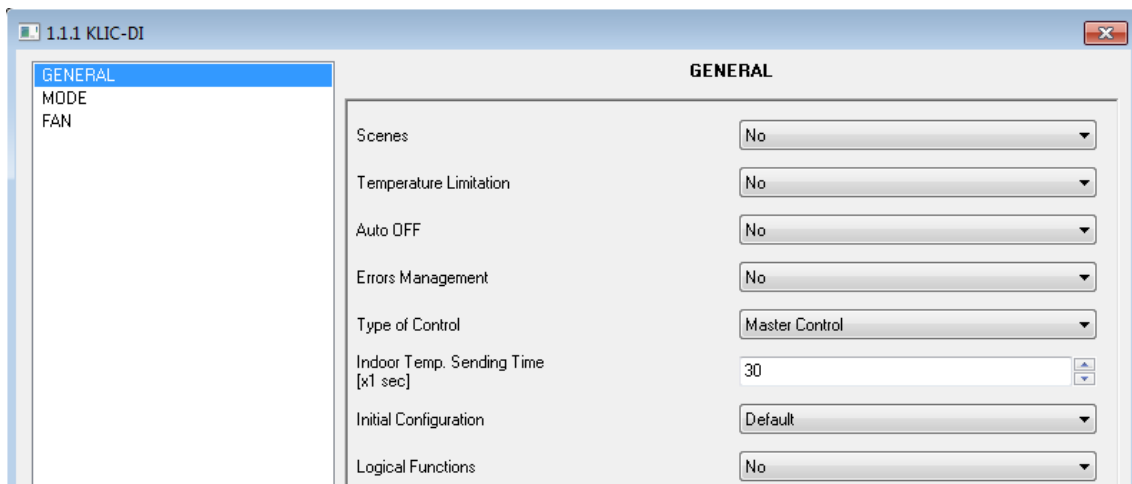 1.1.1 KLIC-DI
GENERAL
MODE
FAN
GENERAL
Scenes No
Temperature Limitation No
Auto OFF No
Errors Management No
Type of Control Master Control
Indoor Temp. Sending Time
[x1 sec] 30
Initial Configuration Default
Logical Functions No